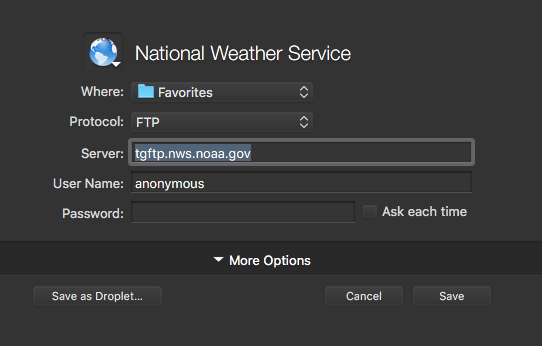 National Weather Service
Where: Favorites
Protocol: FTP
Server: tgftp.nws.noaa.gov
User Name: anonymous
Password: Ask each time
More Options
Save as Droplet... Cancel Save